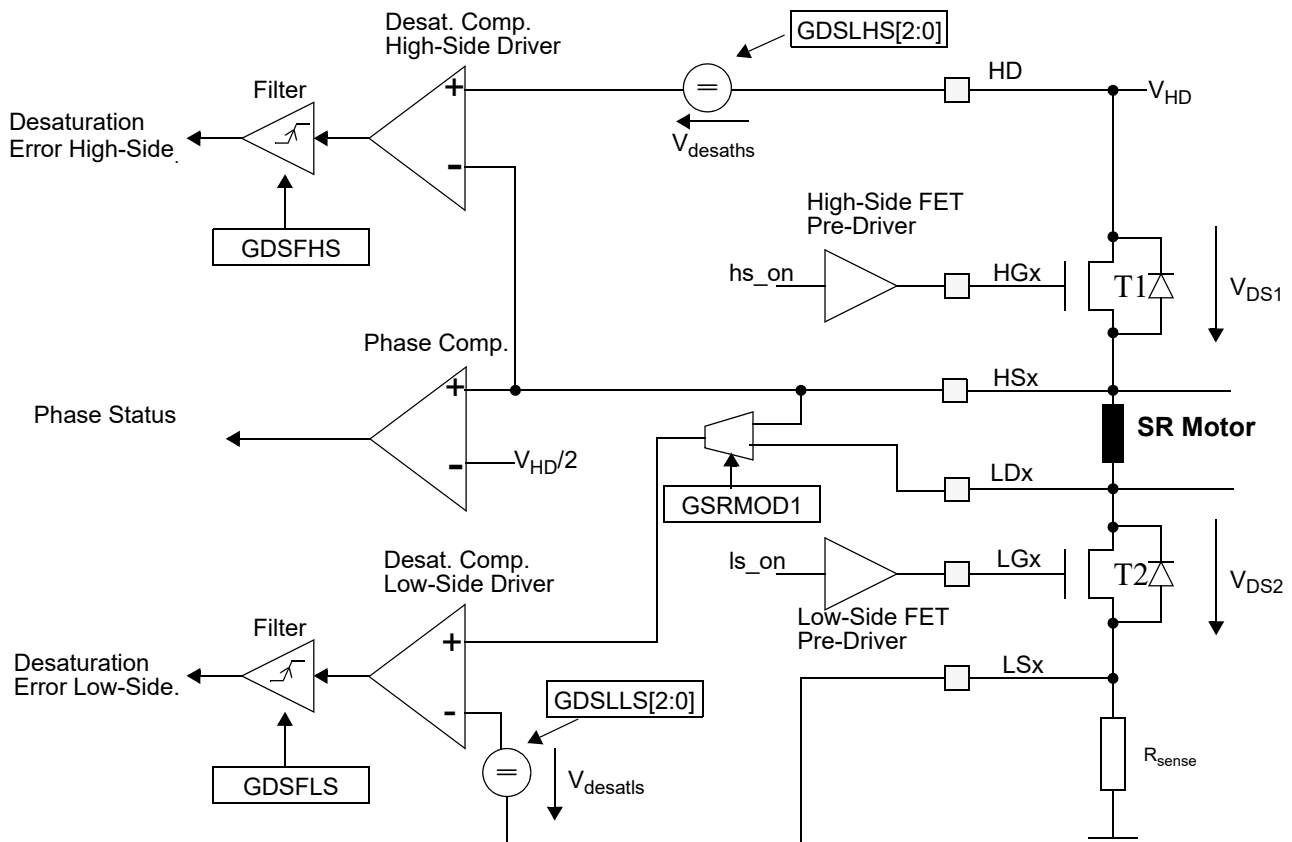 Desat. Comp.
High-Side Driver
GDSLHS[2:0]
HD
VHD
Filter
+
=
Desaturation
Error High-Side.
Vdesaths
-
High-Side FET
Pre-Driver
GDSFHS
hs_on
HGx
T1
VDS1
Phase Comp.
+
HSx
Phase Status
SR Motor
-
VHD/2
LDx
GSRMOD1
Desat. Comp.
Low-Side Driver
ls_on
LGx
T2
VDS2
Filter
+
Low-Side FET
Pre-Driver
Desaturation
Error Low-Side.
LSx
-
GDSLLS[2:0]
Rsense
GDSFLS
=
Vdesatls